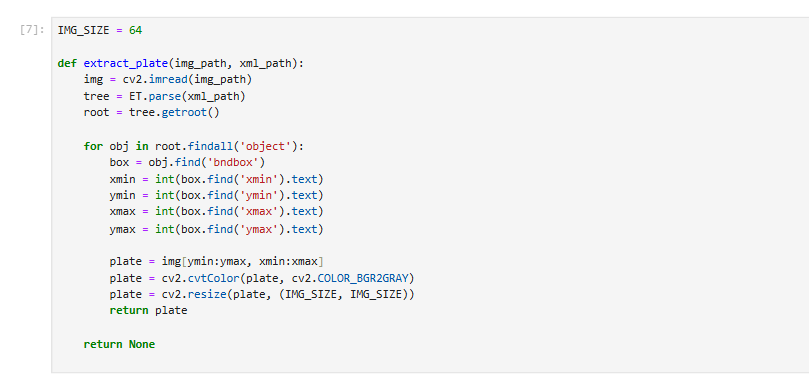 [7]: IMG_SIZE = 64
def extract_plate(img_path, xml_path):
    img = cv2.imread(img_path)
    tree = ET.parse(xml_path)
    root = tree.getroot()
    for obj in root.findall('object'):
        box = obj.find('bndbox')
        xmin = int(box.find('xmin').text)
        ymin = int(box.find('ymin').text)
        xmax = int(box.find('xmax').text)
        ymax = int(box.find('ymax').text)
        plate = img[ymin:ymax, xmin:xmax]
        plate = cv2.cvtColor(plate, cv2.COLOR_BGR2GRAY)
        plate = cv2.resize(plate, (IMG_SIZE, IMG_SIZE))
        return plate
    return None